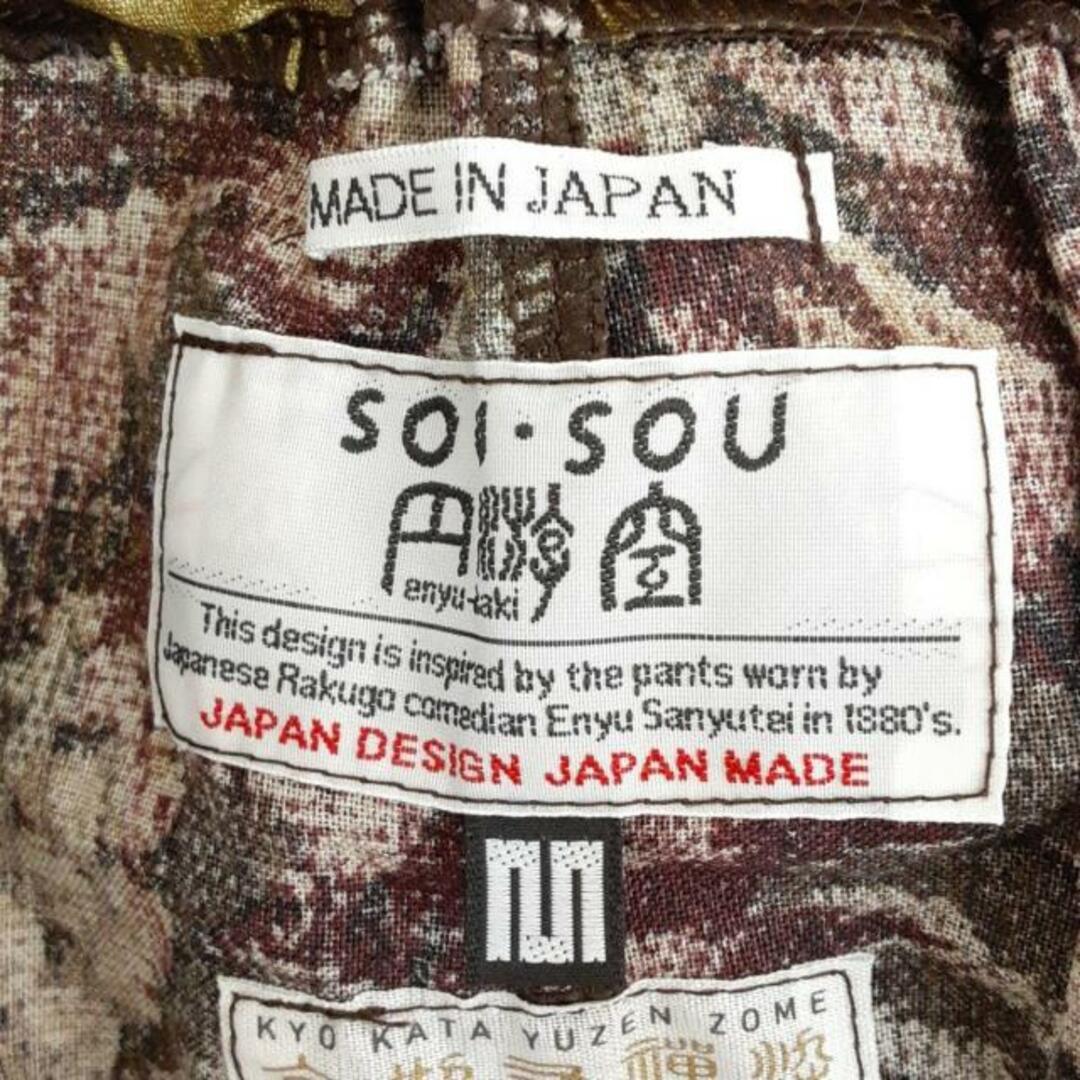 MADE IN JAPAN
SOU・SOU
enyu-taki
This design is inspired by the pants worn by
Japanese Rakugo comedian Enyu Sanyutei in 1880's.
JAPAN DESIGN JAPAN MADE
KYO KATA YUZEN ZOME